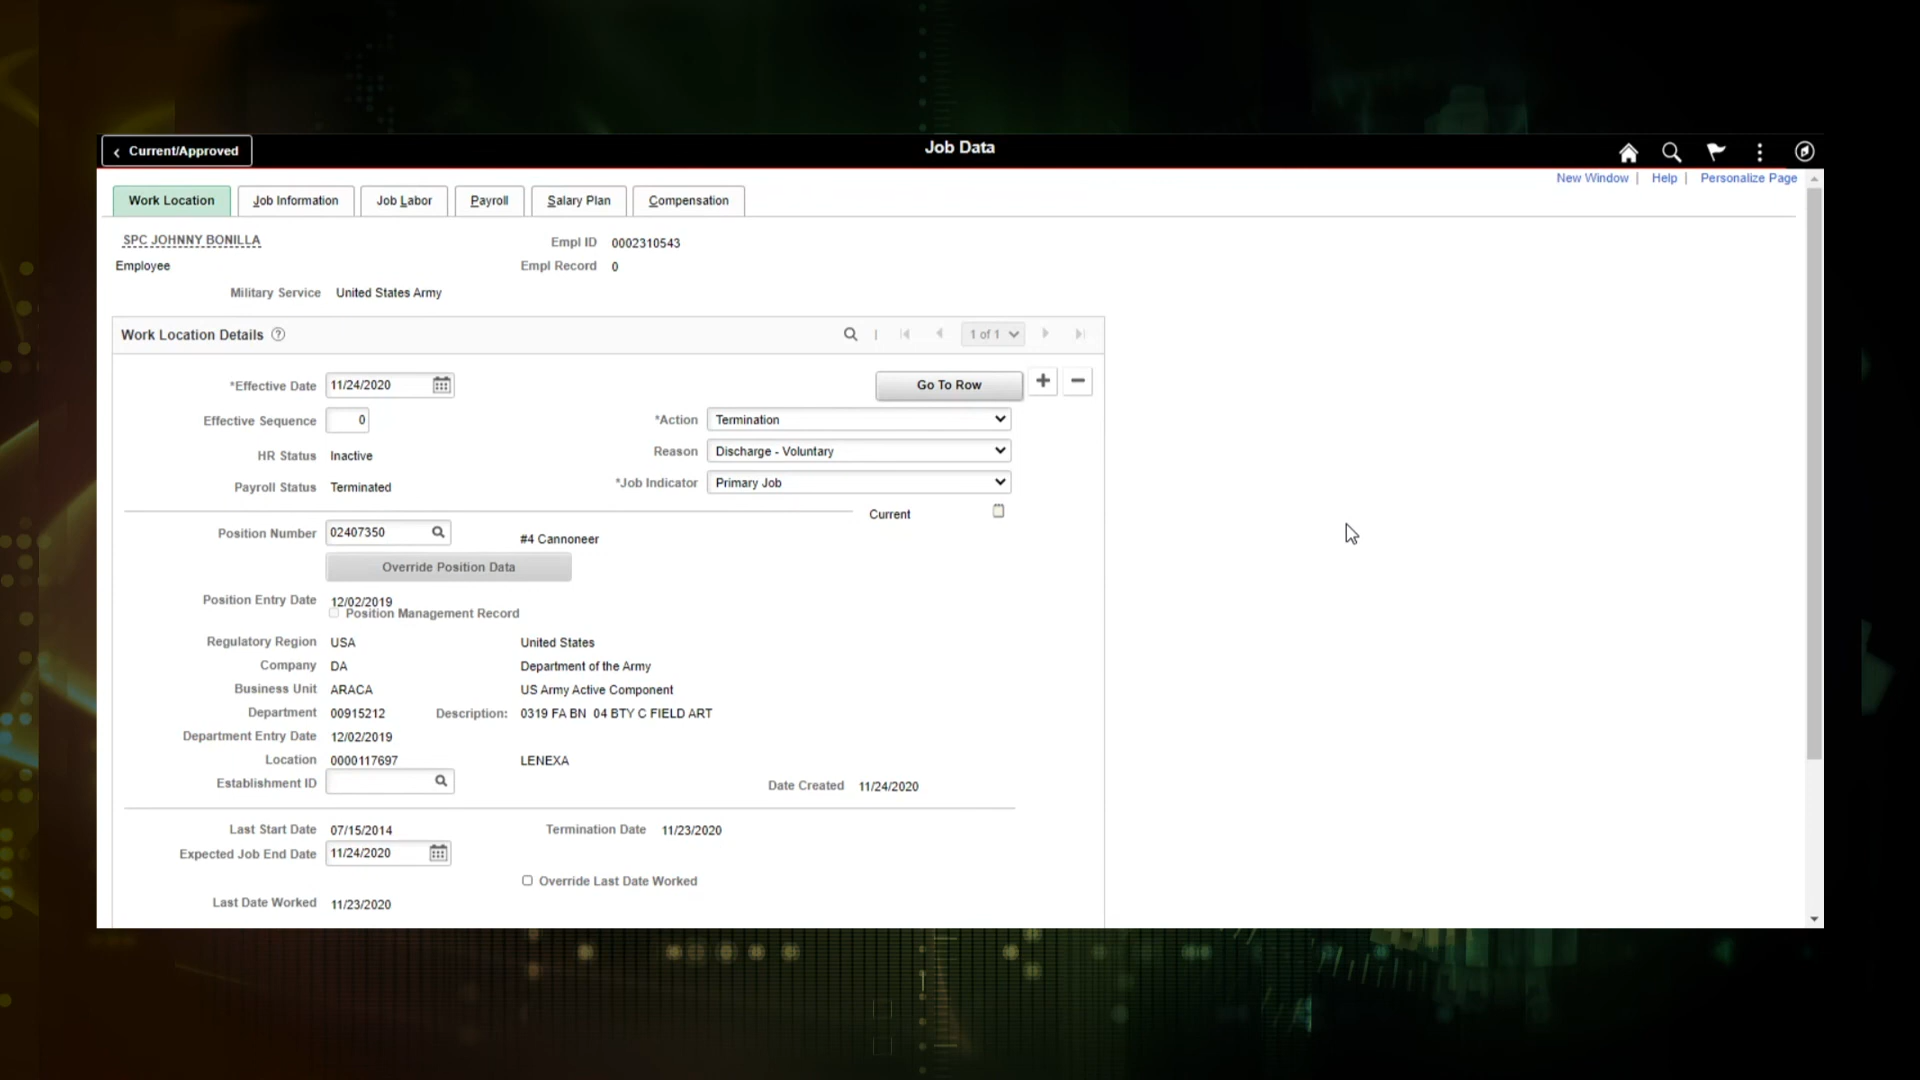 Current/Approved
Job Data
New Window | Help | Personalize Page
Work Location Job Information Job Labor Payroll Salary Plan Compensation
SPC JOHNNY BONILLA Empl ID 0002310543
Employee Empl Record 0
Military Service United States Army
Work Location Details ? | 1 of 1
*Effective Date 11/24/2020 Go To Row + −
Effective Sequence 0 *Action Termination
HR Status Inactive Reason Discharge - Voluntary
Payroll Status Terminated *Job Indicator Primary Job
Current
Position Number 02407350 #4 Cannoneer
Override Position Data
Position Entry Date 12/02/2019
Position Management Record
Regulatory Region USA United States
Company DA Department of the Army
Business Unit ARACA US Army Active Component
Department 00915212 Description: 0319 FA BN 04 BTY C FIELD ART
Department Entry Date 12/02/2019
Location 0000117697 LENEXA
Establishment ID Date Created 11/24/2020
Last Start Date 07/15/2014 Termination Date 11/23/2020
Expected Job End Date 11/24/2020
Override Last Date Worked
Last Date Worked 11/23/2020